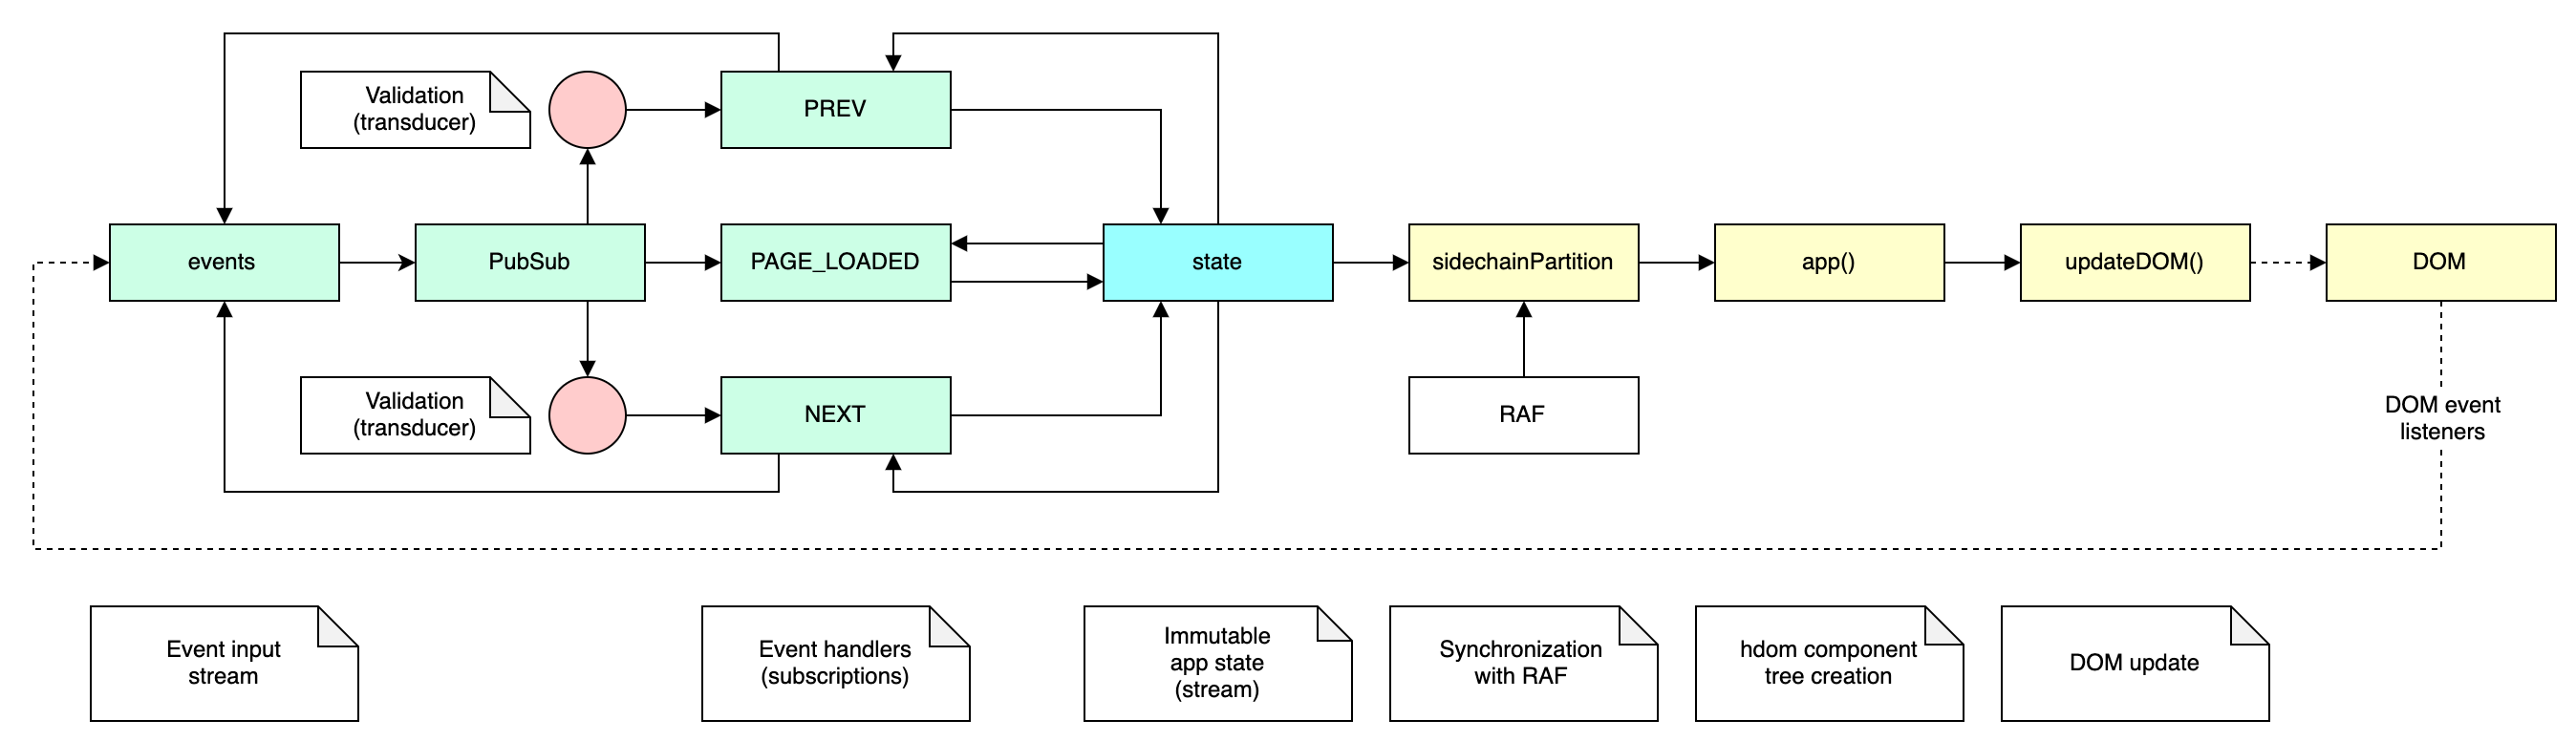 Validation
(transducer)
PREV
events
PubSub
PAGE_LOADED
state
sidechainPartition
app()
updateDOM()
DOM
Validation
(transducer)
NEXT
RAF
DOM event
listeners
Event input
stream
Event handlers
(subscriptions)
Immutable
app state
(stream)
Synchronization
with RAF
hdom component
tree creation
DOM update